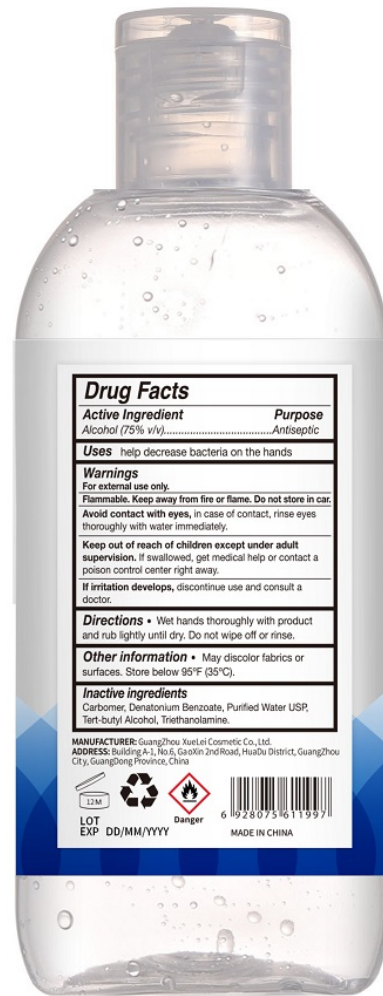 Drug Facts
Active Ingredient Purpose
Alcohol (75% v/v)........................................Antiseptic
Uses help decrease bacteria on the hands
Warnings
For external use only.
Flammable. Keep away from fire or flame. Do not store in car.
Avoid contact with eyes, in case of contact, rinse eyes
thoroughly with water immediately.
Keep out of reach of children except under adult
supervision. If swallowed, get medical help or contact a
poison control center right away.
If irritation develops, discontinue use and consult a
doctor.
Directions • Wet hands thoroughly with product
and rub lightly until dry. Do not wipe off or rinse.
Other information • May discolor fabrics or
surfaces. Store below 95ºF (35ºC).
Inactive ingredients
Carbomer, Denatonium Benzoate, Purified Water USP,
Tert-butyl Alcohol, Triethanolamine.
MANUFACTURER: GuangZhou XueLei Cosmetic Co., Ltd.
ADDRESS: Building A-1, No.6, GaoXin 2nd Road, HuaDu District, GuangZhou
City, GuangDong Province, China
12M
Danger
6 928075 611997
LOT
EXP DD/MM/YYYY
MADE IN CHINA